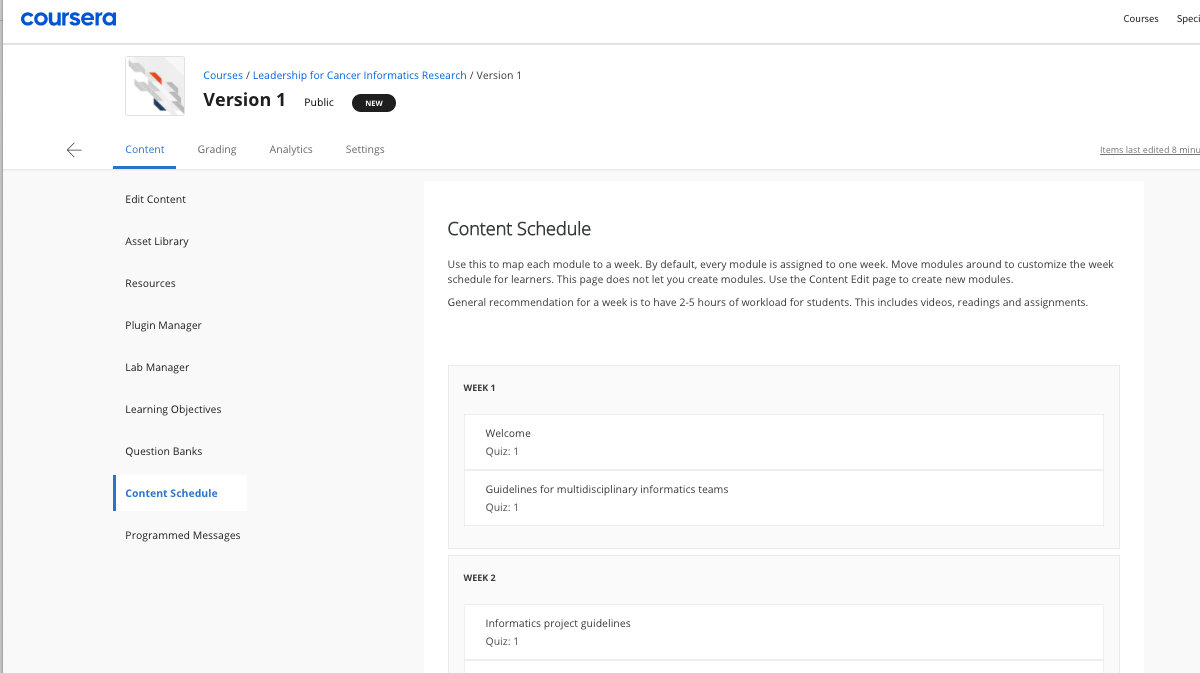 coursera
Courses
Courses / Leadership for Cancer Informatics Research / Version 1
Version 1 Public NEW
Content Grading Analytics Settings
Items last edited 8
Edit Content
Asset Library
Resources
Plugin Manager
Lab Manager
Learning Objectives
Question Banks
Content Schedule
Programmed Messages
Content Schedule
Use this to map each module to a week. By default, every module is assigned to one week. Move modules around to customize the week
schedule for learners. This page does not let you create modules. Use the Content Edit page to create new modules.
General recommendation for a week is to have 2-5 hours of workload for students. This includes videos, readings and assignments.
WEEK 1
Welcome
Quiz: 1
Guidelines for multidisciplinary informatics teams
Quiz: 1
WEEK 2
Informatics project guidelines
Quiz: 1